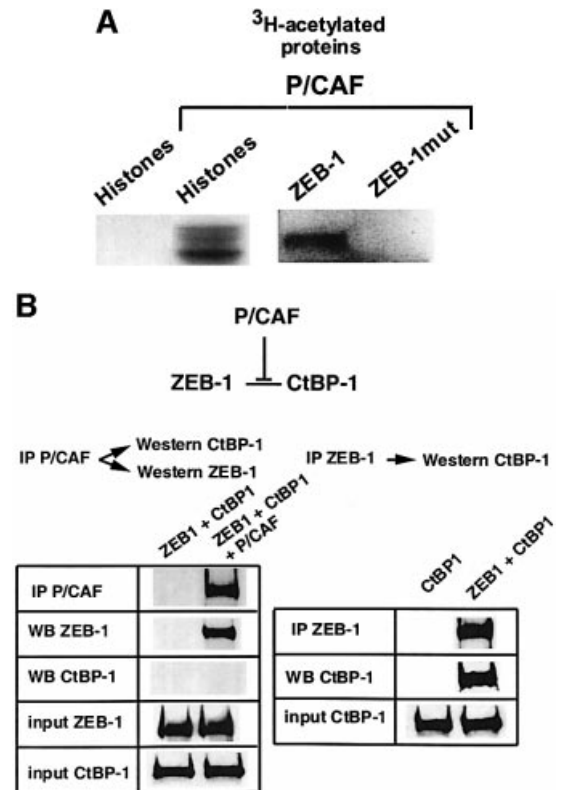 A
³H-acetylated
proteins
P/CAF
Histones
Histones
ZEB-1
ZEB-1mut
B
P/CAF
ZEB-1
CtBP-1
IP P/CAF
Western CtBP-1
Western ZEB-1
IP ZEB-1
Western CtBP-1
ZEB1 + CtBP1
ZEB1 + CtBP1
+ P/CAF
IP P/CAF
WB ZEB-1
WB CtBP-1
input ZEB-1
input CtBP-1
CtBP1
ZEB1 + CtBP1
IP ZEB-1
WB CtBP-1
input CtBP-1